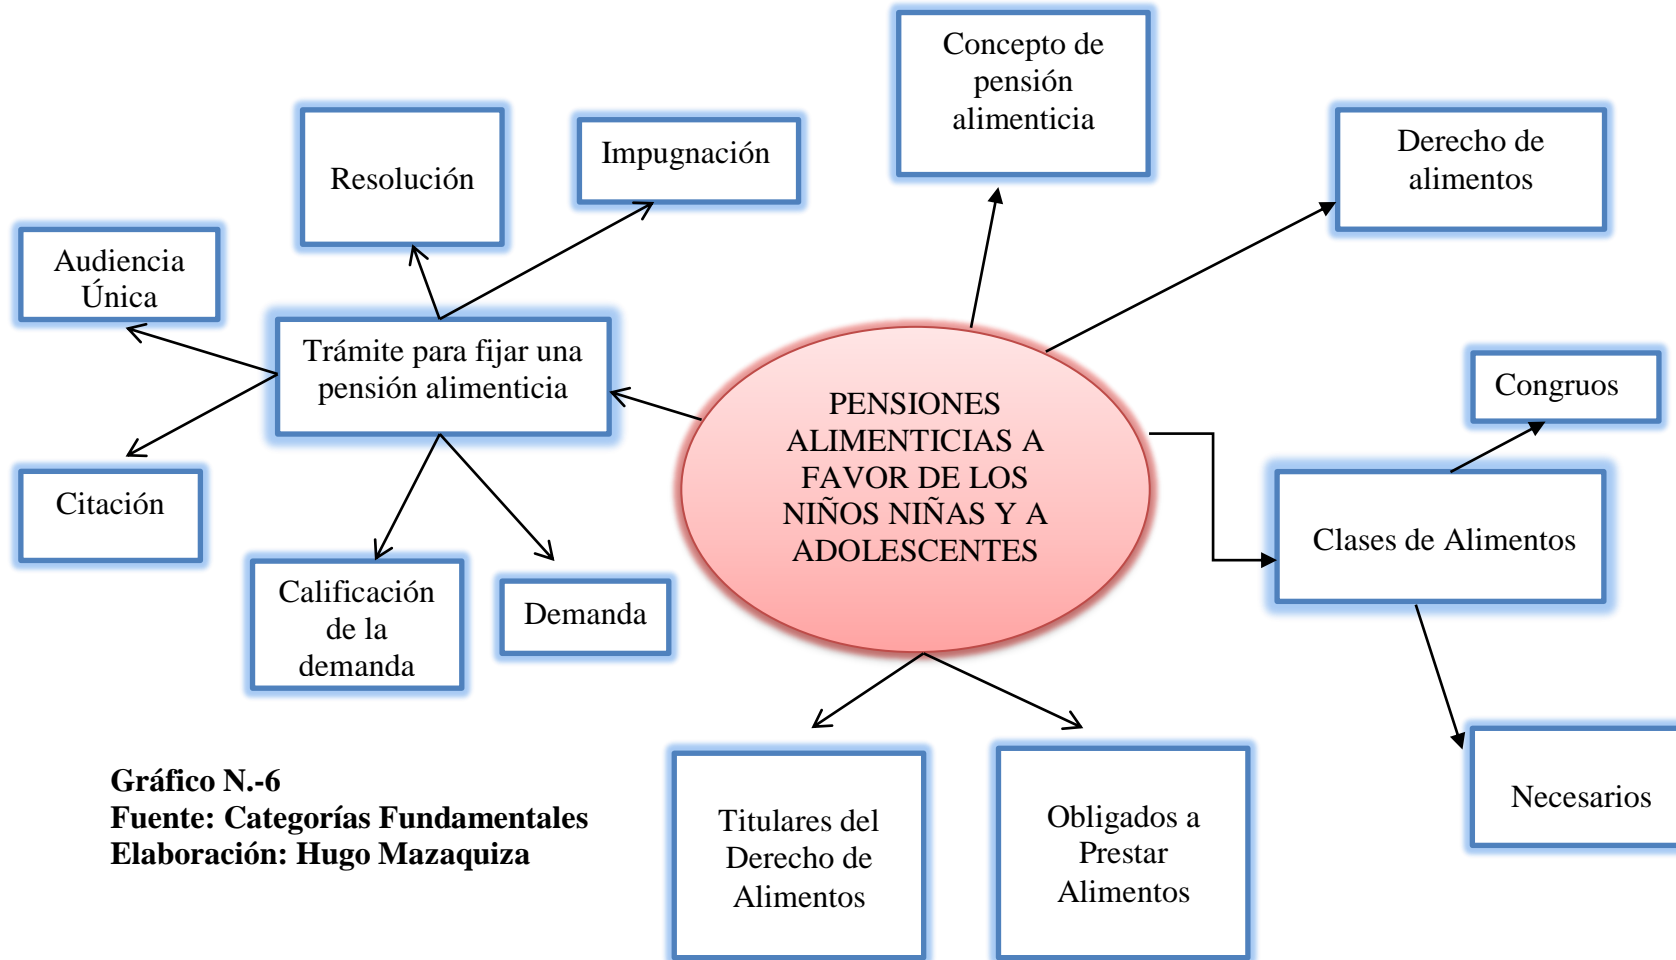 Concepto de
pensión
alimenticia
Derecho de
alimentos
Impugnación
Resolución
Audiencia
Única
Trámite para fijar una
pensión alimenticia
Citación
Calificación
de la
demanda
Demanda
PENSIONES
ALIMENTICIAS A
FAVOR DE LOS
NIÑOS NIÑAS Y A
ADOLESCENTES
Congruos
Clases de Alimentos
Necesarios
Titulares del
Derecho de
Alimentos
Obligados a
Prestar
Alimentos
Gráfico N.-6
Fuente: Categorías Fundamentales
Elaboración: Hugo Mazaquiza